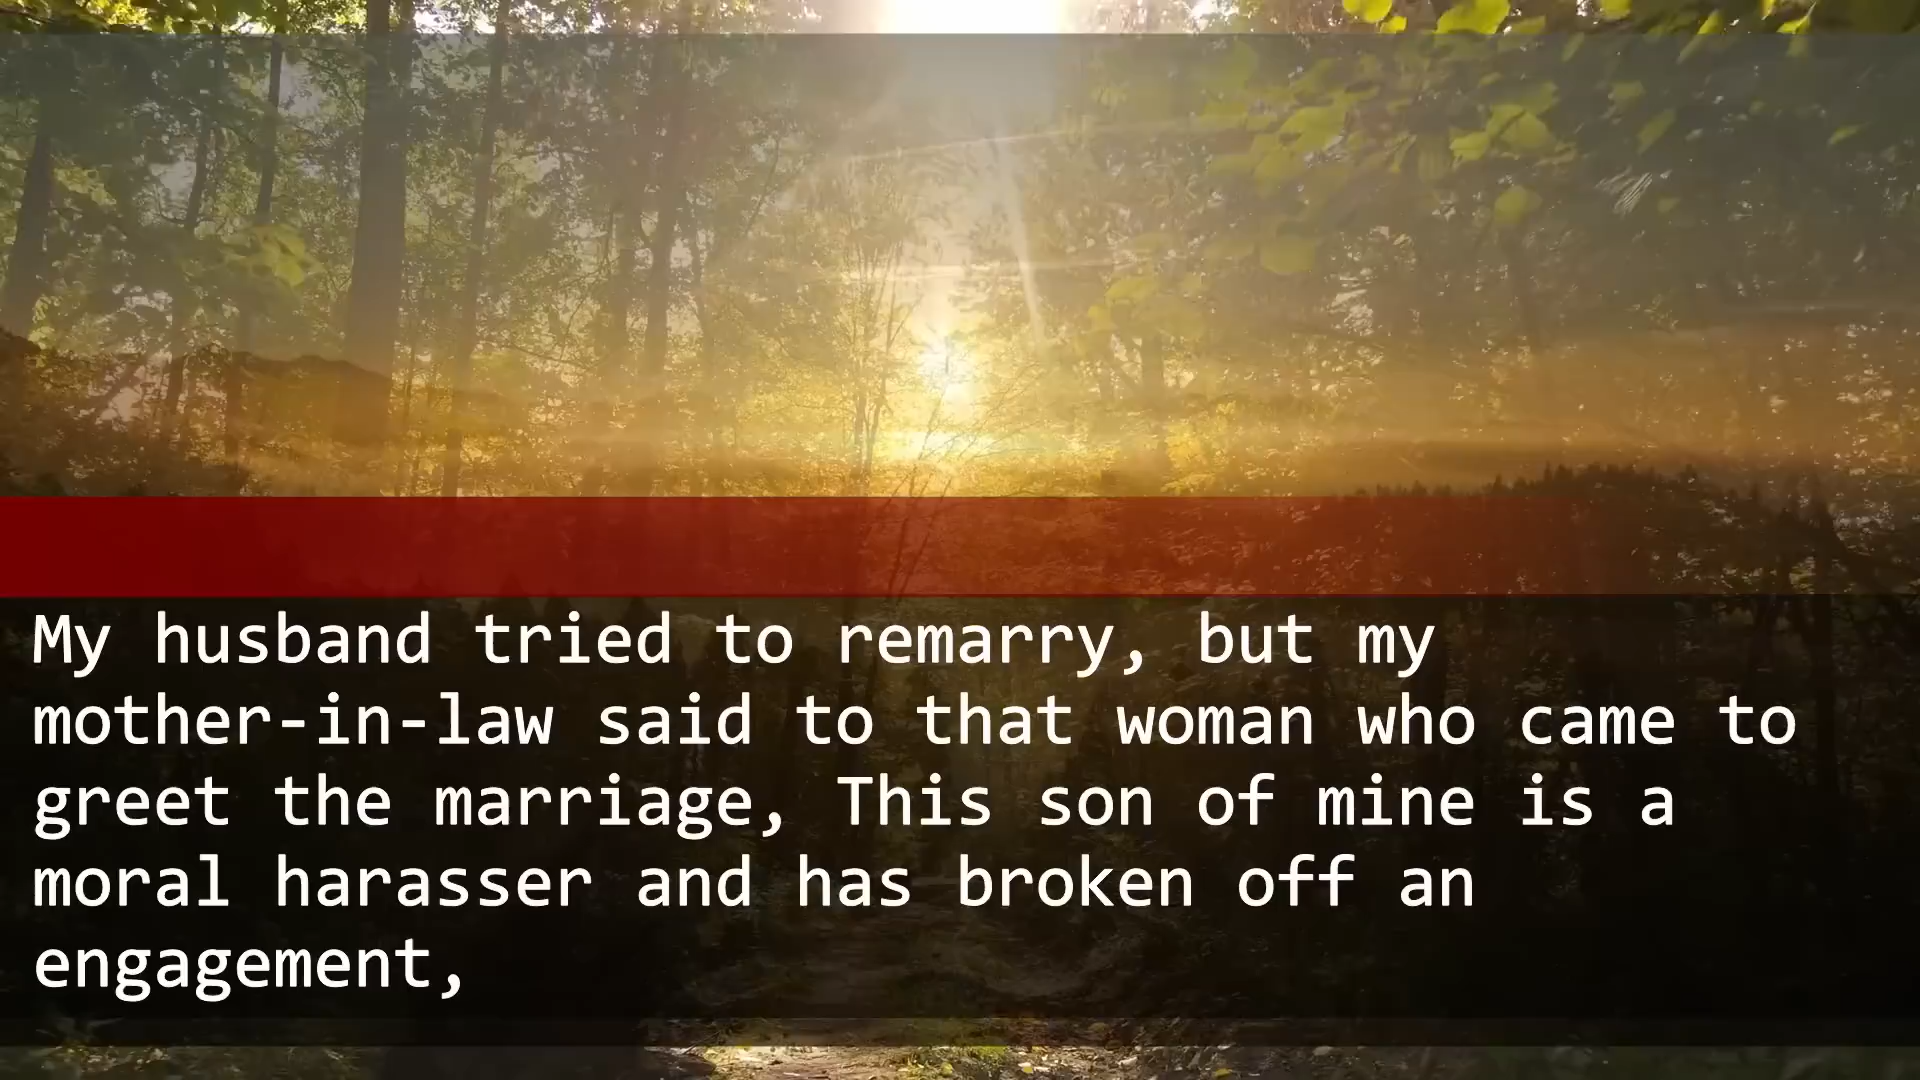 My husband tried to remarry, but my
mother-in-law said to that woman who came to
greet the marriage, This son of mine is a
moral harasser and has broken off an
engagement,